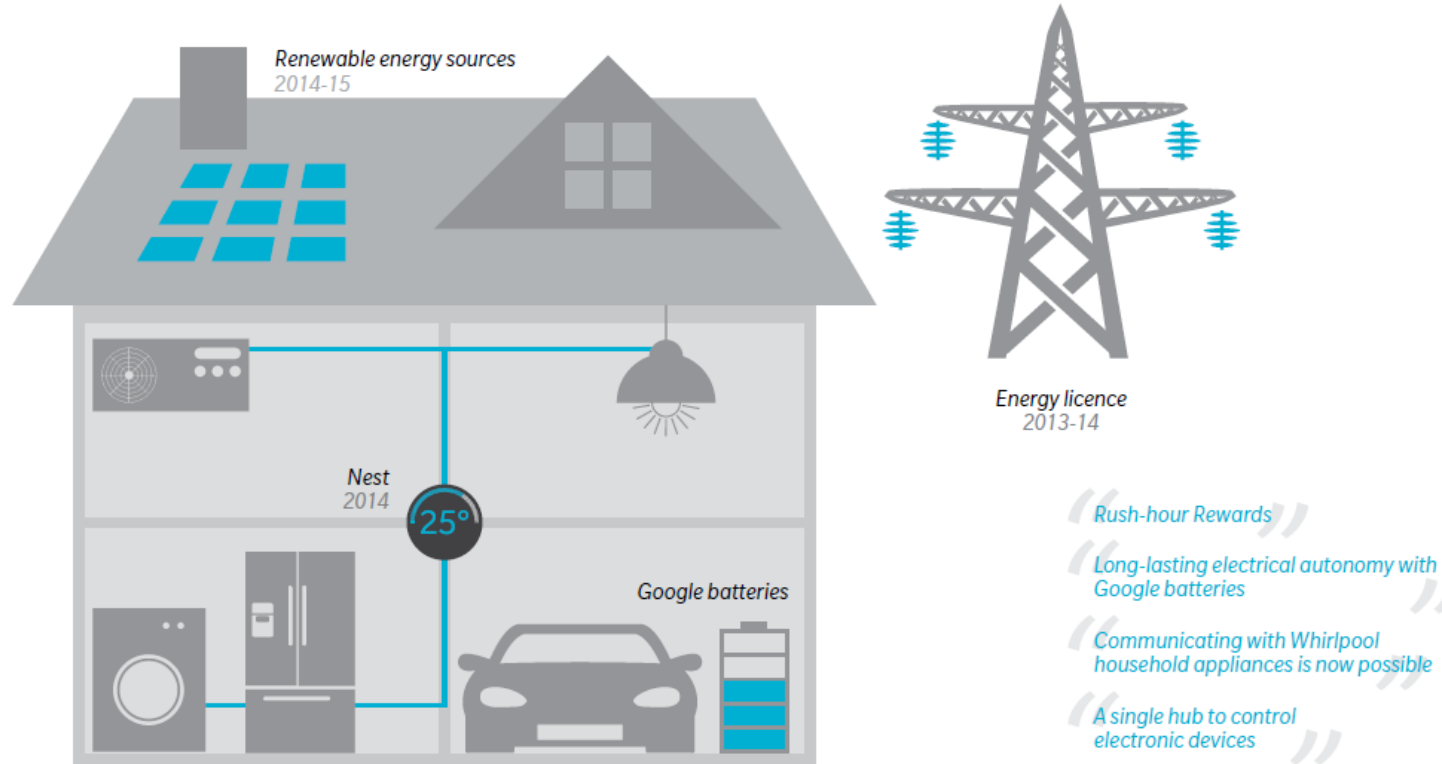 Renewable energy sources
2014-15
Energy licence
2013-14
Nest
2014
25°
Google batteries
Rush-hour Rewards
Long-lasting electrical autonomy with
Google batteries
Communicating with Whirlpool
household appliances is now possible
A single hub to control
electronic devices